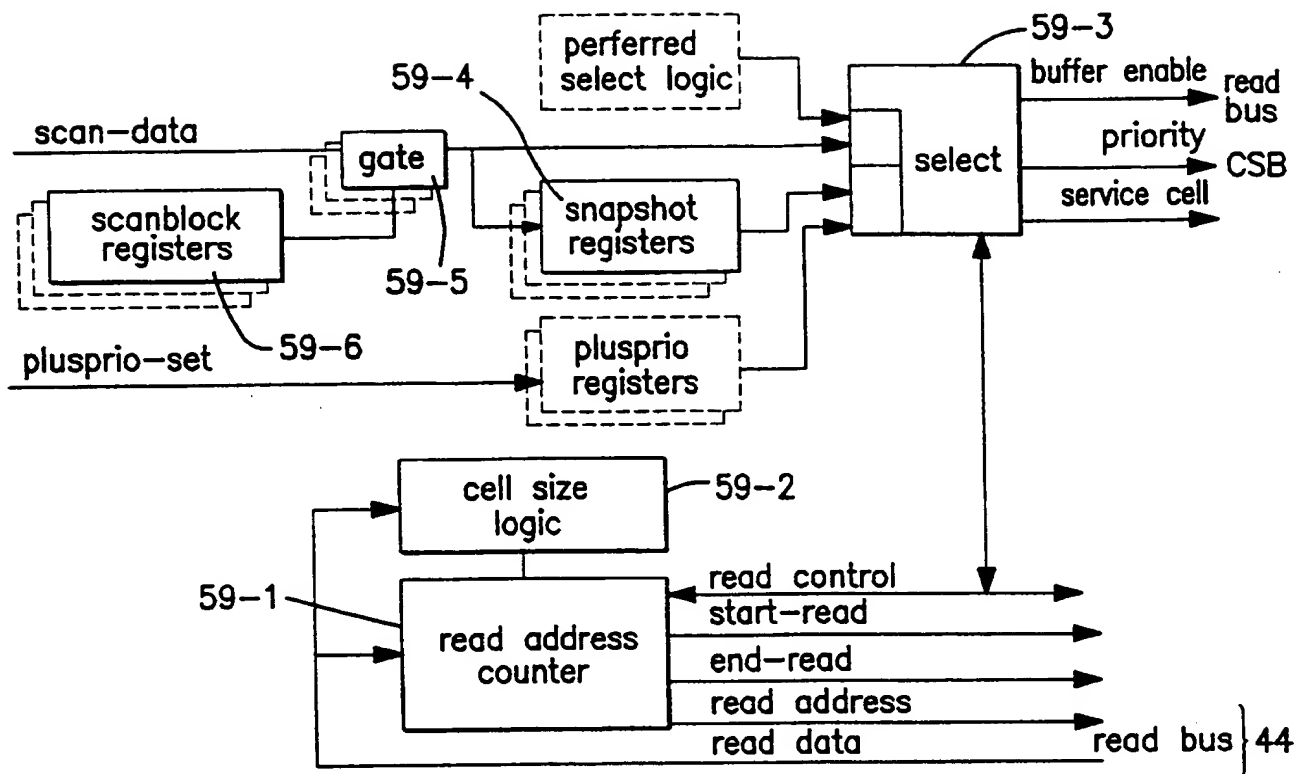 perferred
select logic
59-3
buffer enable
read
bus
59-4
scan-data
gate
priority
select
CSB
snapshot
registers
service cell
scanblock
registers
59-5
59-6
plusprio-set
plusprio
registers
cell size
logic
59-2
read control
59-1
start-read
read address
counter
end-read
read address
read data
read bus } 44